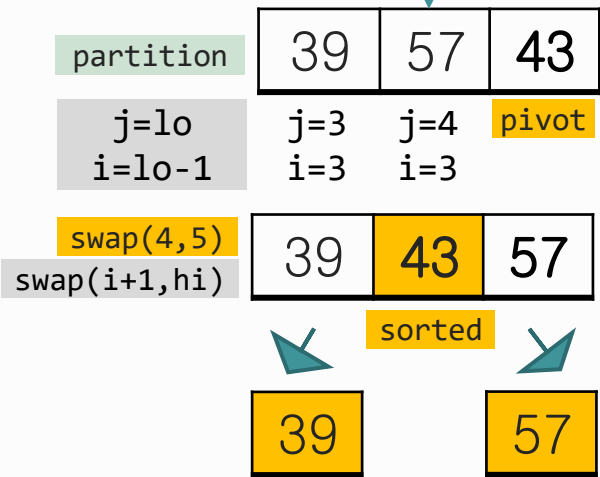 partition 39 57 43
j=lo j=3 j=4 pivot
i=lo-1 i=3 i=3
swap(4,5) 39 43 57
swap(i+1,hi)
sorted
39 57